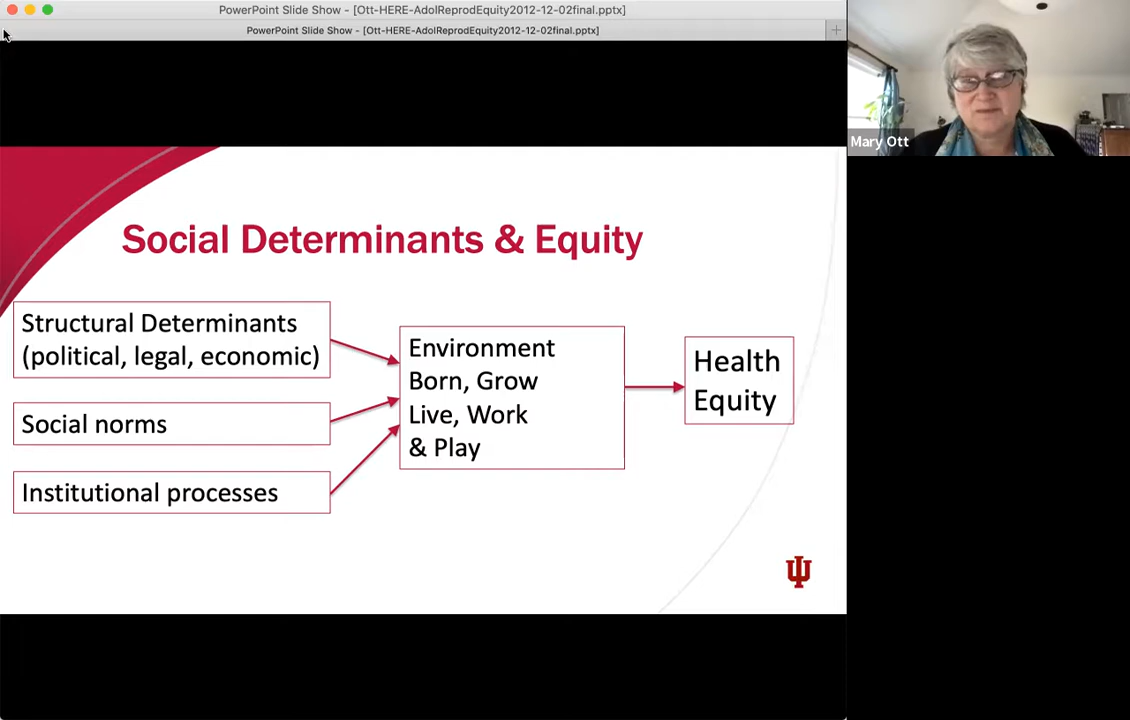 PowerPoint Slide Show - [Ott-HERE-AdolReprodEquity2012-12-02final.pptx]
PowerPoint Slide Show - [Ott-HERE-AdolReprodEquity2012-12-02final.pptx]
Mary Ott
Social Determinants & Equity
Structural Determinants
(political, legal, economic)
Social norms
Institutional processes
Environment
Born, Grow
Live, Work
& Play
Health
Equity